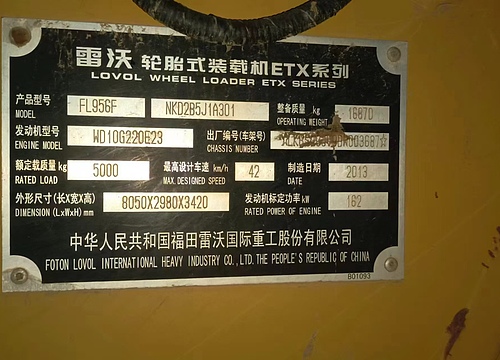 雷沃 轮胎式装载机ETX系列
LOVOL WHEEL LOADER ETX SERIES
产品型号 MODEL FL956F NKD2B5J1A301 整备质量 kg OPERATING WEIGHT
发动机型号 ENGINE MODEL WD10G220E23 出厂编号(车架号) CHASSIS NUMBER
额定载质量 kg RATED LOAD 5000 最高设计车速 km/h MAX. DESIGNED SPEED 42 制造日期 DATE 2013
外形尺寸(长X宽X高) DIMENSION (LxWxH) mm 8050X2980X3420 发动机标定功率 kW RATED POWER OF ENGINE 162
中华人民共和国福田雷沃国际重工股份有限公司
FOTON LOVOL INTERNATIONAL HEAVY INDUSTRY CO.,LTD.THE PEOPLE'S REPUBLIC OF CHINA
B01093